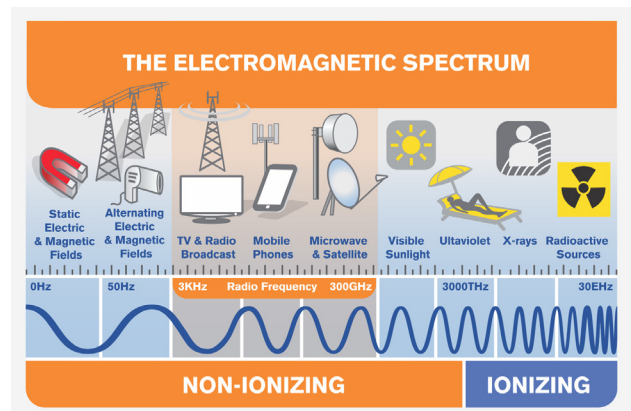 THE ELECTROMAGNETIC SPECTRUM
Static
Electric
& Magnetic
Fields
Alternating
Electric
& Magnetic
Fields
TV & Radio
Broadcast
Mobile
Phones
Microwave
& Satellite
Visible
Sunlight
Ultaviolet
X-rays
Radioactive
Sources
0Hz
50Hz
3KHz
Radio Frequency
300GHz
3000THz
30EHz
NON-IONIZING
IONIZING